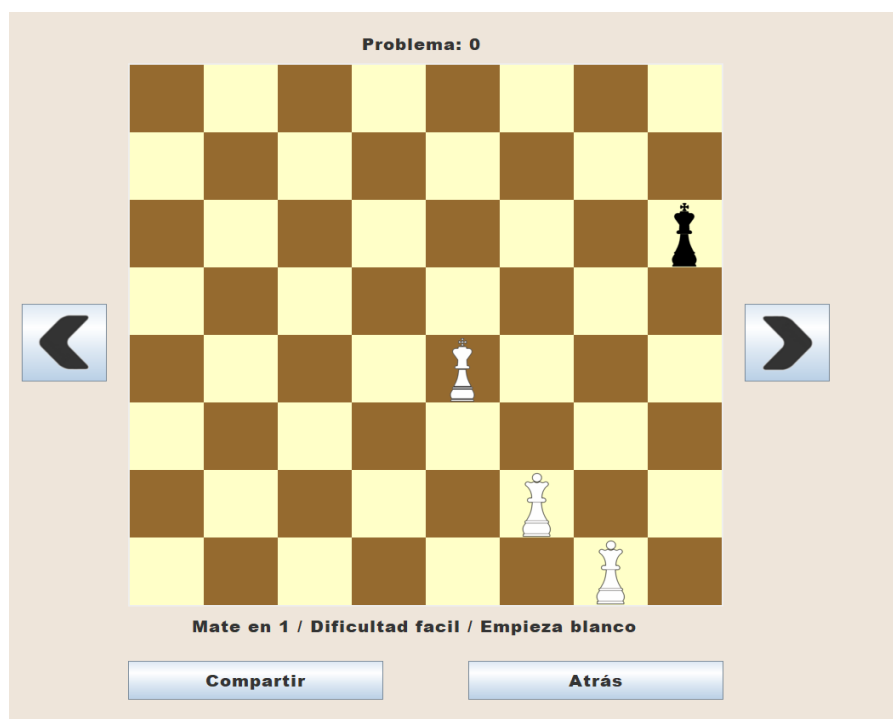 Problema: 0
Mate en 1 / Dificultad facil / Empieza blanco
Compartir
Atrás